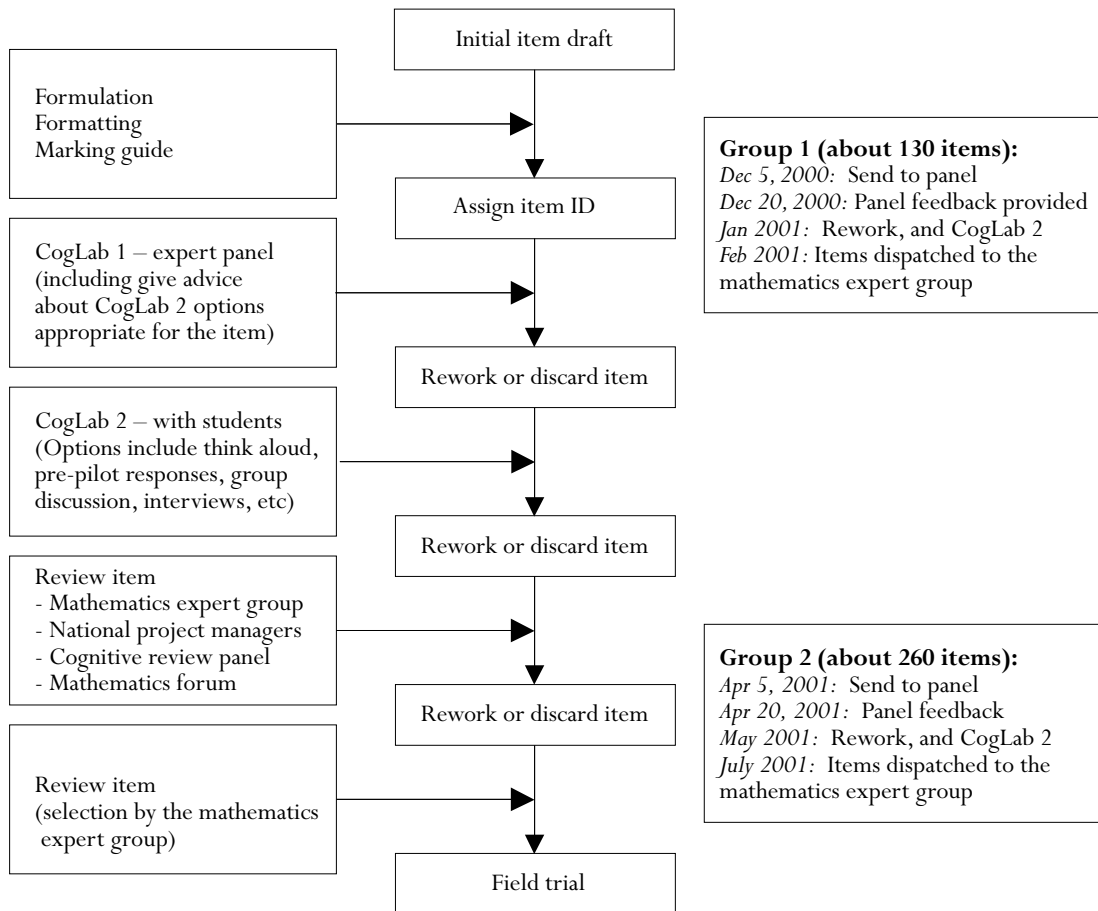 Initial item draft
Formulation
Formatting
Marking guide
Assign item ID
CogLab 1 – expert panel
(including give advice
about CogLab 2 options
appropriate for the item)
Rework or discard item
CogLab 2 – with students
(Options include think aloud,
pre-pilot responses, group
discussion, interviews, etc)
Rework or discard item
Review item
- Mathematics expert group
- National project managers
- Cognitive review panel
- Mathematics forum
Rework or discard item
Review item
(selection by the mathematics
expert group)
Field trial
Group 1 (about 130 items):
Dec 5, 2000: Send to panel
Dec 20, 2000: Panel feedback provided
Jan 2001: Rework, and CogLab 2
Feb 2001: Items dispatched to the
mathematics expert group
Group 2 (about 260 items):
Apr 5, 2001: Send to panel
Apr 20, 2001: Panel feedback
May 2001: Rework, and CogLab 2
July 2001: Items dispatched to the
mathematics expert group